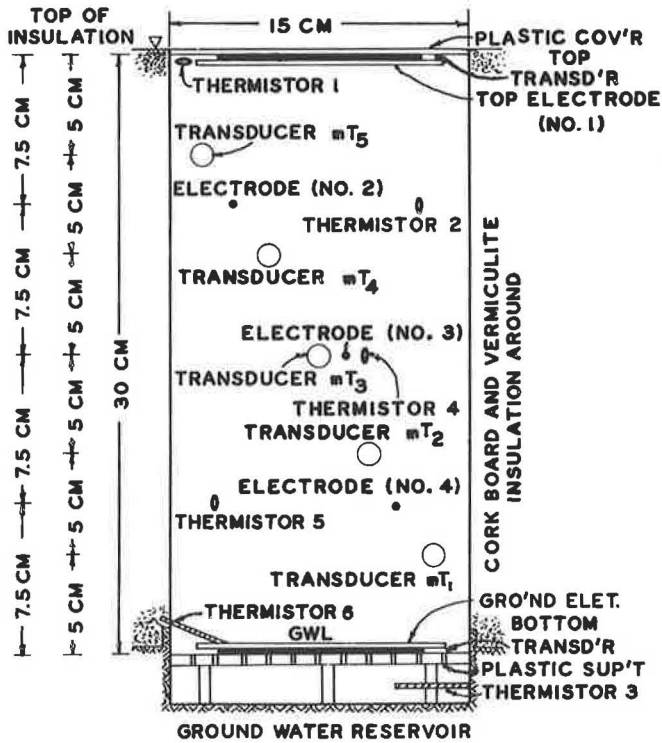 TOP OF
INSULATION
15 CM
PLASTIC COV'R
TOP
TRANSD'R
TOP ELECTRODE
(NO. 1)
THERMISTOR 1
TRANSDUCER mT5
ELECTRODE (NO. 2)
THERMISTOR 2
TRANSDUCER mT4
ELECTRODE (NO. 3)
TRANSDUCER mT3
THERMISTOR 4
TRANSDUCER mT2
ELECTRODE (NO. 4)
THERMISTOR 5
TRANSDUCER mT1
THERMISTOR 6
GWL
GRO'ND ELET.
BOTTOM
TRANSD'R
PLASTIC SUP'T
THERMISTOR 3
GROUND WATER RESERVOIR
7.5 CM
7.5 CM
7.5 CM
7.5 CM
5 CM
5 CM
5 CM
5 CM
5 CM
5 CM
30 CM
CORK BOARD AND VERMICULITE
INSULATION AROUND